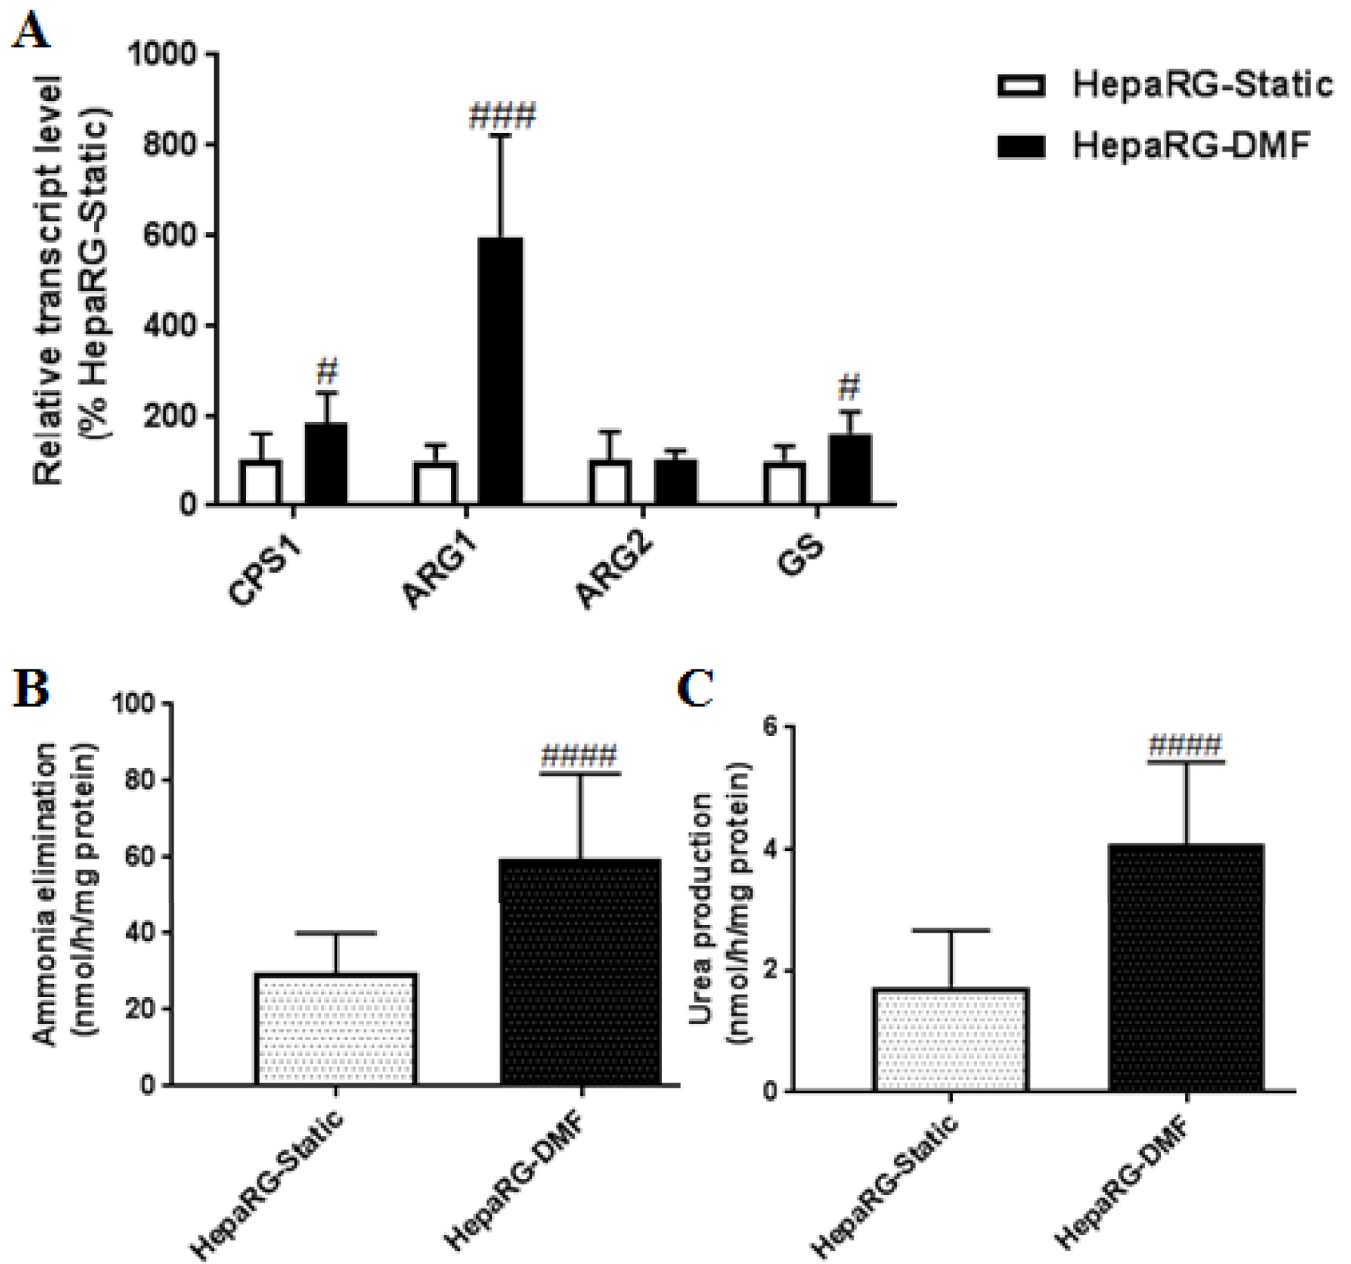 A
Relative transcript level
(% HepaRG-Static)
1000
800
600
400
200
0
###
#
#
CPS1
ARG1
ARG2
GS
HepaRG-Static
HepaRG-DMF
B
Ammonia elimination
(nmol/h/mg protein)
100
80
60
40
20
0
####
HepaRG-Static
HepaRG-DMF
C
Urea production
(nmol/h/mg protein)
6
4
2
0
####
HepaRG-Static
HepaRG-DMF